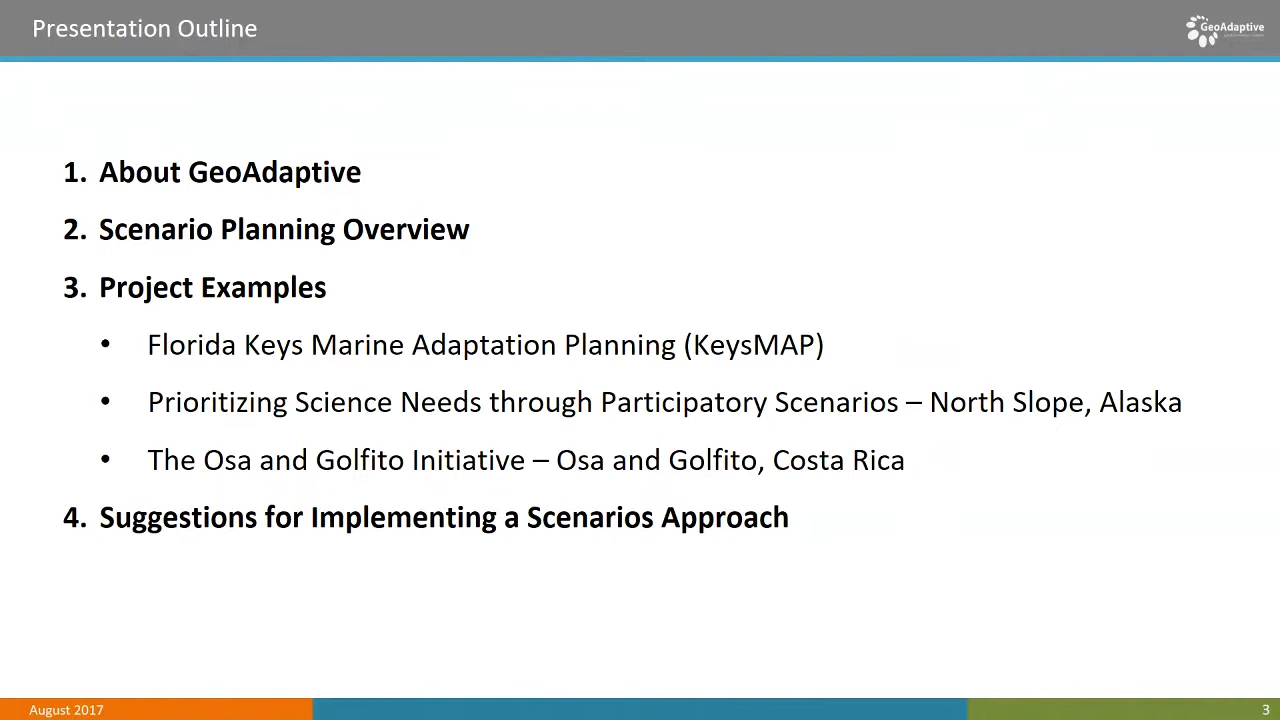 Presentation Outline
GeoAdaptive
1. About GeoAdaptive
2. Scenario Planning Overview
3. Project Examples
• Florida Keys Marine Adaptation Planning (KeysMAP)
• Prioritizing Science Needs through Participatory Scenarios – North Slope, Alaska
• The Osa and Golfito Initiative – Osa and Golfito, Costa Rica
4. Suggestions for Implementing a Scenarios Approach
August 2017
3